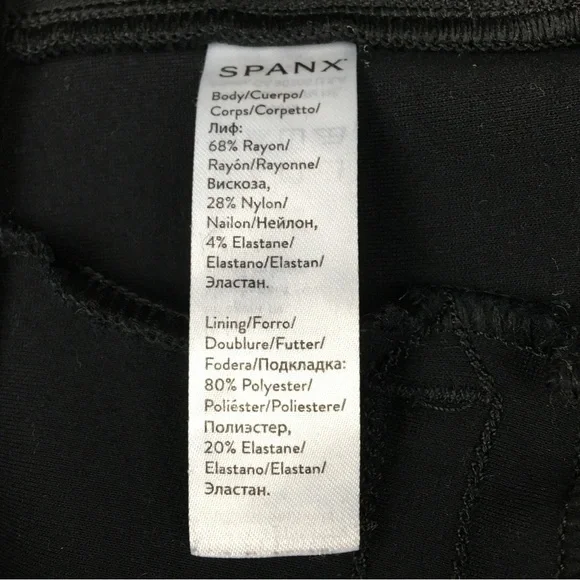 SPANX
Body/Cuerpo/
Corps/Corpetto/
Лиф:
68% Rayon/
Rayón/Rayonne/
Вискоза,
28% Nylon/
Nailon/Нейлон,
4% Elastane/
Elastano/Elastan/
Эластан.
Lining/Forro/
Doublure/Futter/
Fodera/Подкладка:
80% Polyester/
Poliéster/Poliestere/
Полиэстер,
20% Elastane/
Elastano/Elastan/
Эластан.